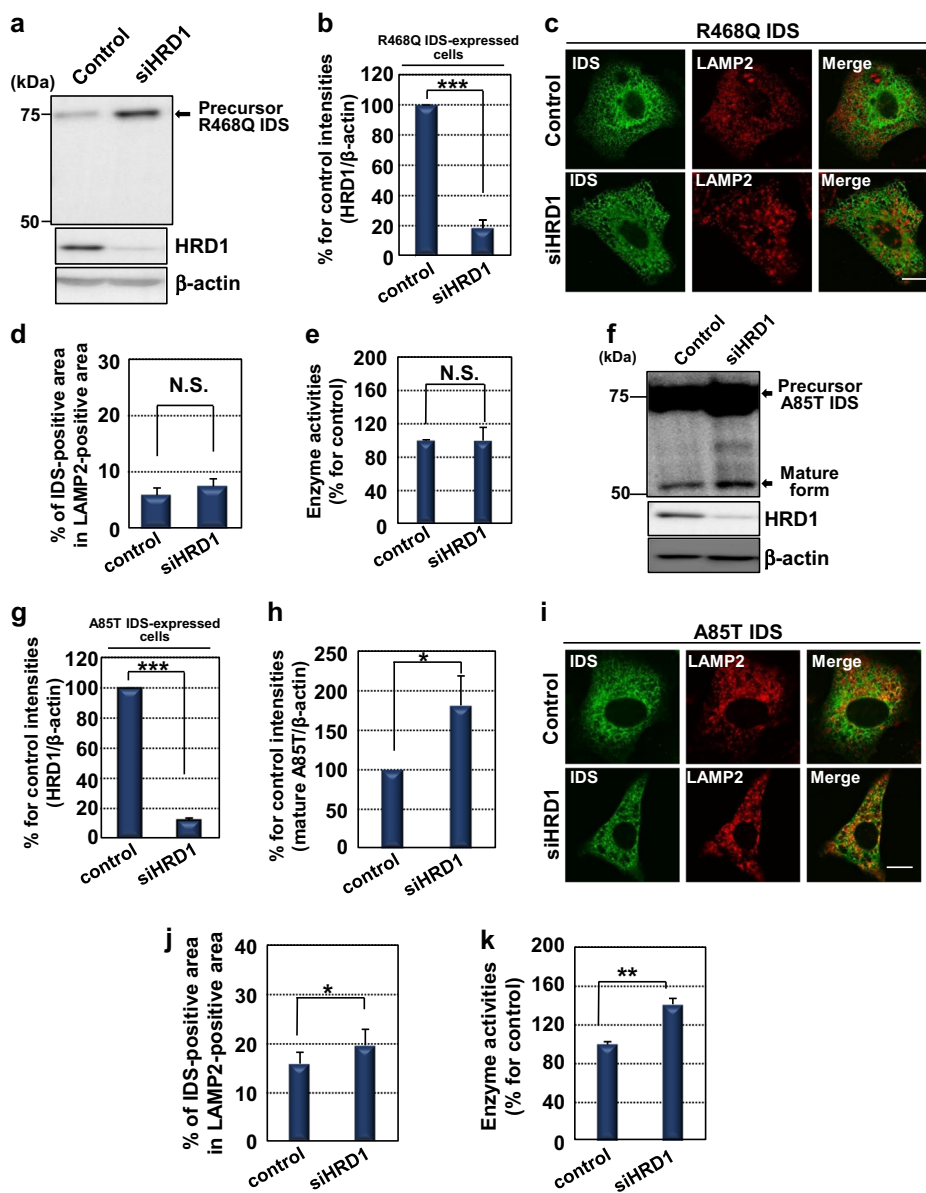 a
Control
siHRD1
(kDa)
75
Precursor
R468Q IDS
50
HRD1
β-actin
b
R468Q IDS-expressed
cells
% for control intensities
(HRD1/β-actin)
120
100
80
60
40
20
0
***
control
siHRD1
c
R468Q IDS
Control
IDS
LAMP2
Merge
siHRD1
IDS
LAMP2
Merge
d
% of IDS-positive area
in LAMP2-positive area
30
20
10
0
N.S.
control
siHRD1
e
Enzyme activities
(% for control)
200
160
120
80
40
0
N.S.
control
siHRD1
f
Control
siHRD1
(kDa)
75
Precursor
A85T IDS
Mature
form
50
HRD1
β-actin
g
A85T IDS-expressed
cells
% for control intensities
(HRD1/β-actin)
120
100
80
60
40
20
0
***
control
siHRD1
h
% for control intensities
(mature A85T/β-actin)
250
200
150
100
50
0
*
control
siHRD1
i
A85T IDS
Control
IDS
LAMP2
Merge
siHRD1
IDS
LAMP2
Merge
j
% of IDS-positive area
in LAMP2-positive area
40
30
20
10
0
*
control
siHRD1
k
Enzyme activities
(% for control)
200
160
120
80
40
0
**
control
siHRD1